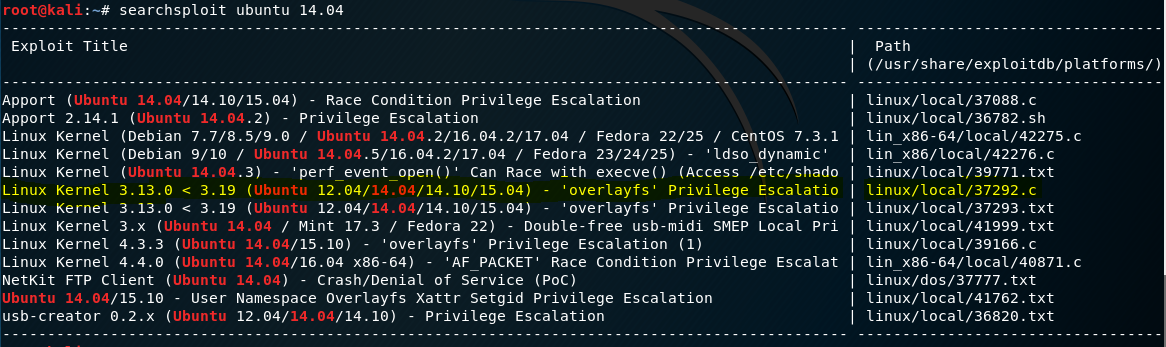 root@kali:~# searchsploit ubuntu 14.04
--------------------------------------------------------------------------------------------- ----------------------------------
Exploit Title | Path
| (/usr/share/exploitdb/platforms/)
--------------------------------------------------------------------------------------------- ----------------------------------
Apport (Ubuntu 14.04/14.10/15.04) - Race Condition Privilege Escalation | linux/local/37088.c
Apport 2.14.1 (Ubuntu 14.04.2) - Privilege Escalation | linux/local/36782.sh
Linux Kernel (Debian 7.7/8.5/9.0 / Ubuntu 14.04.2/16.04.2/17.04 / Fedora 22/25 / CentOS 7.3.1 | lin_x86-64/local/42275.c
Linux Kernel (Debian 9/10 / Ubuntu 14.04.5/16.04.2/17.04 / Fedora 23/24/25) - 'ldso_dynamic' | lin_x86/local/42276.c
Linux Kernel (Ubuntu 14.04.3) - 'perf_event_open()' Can Race with execve() (Access /etc/shado | linux/local/39771.txt
Linux Kernel 3.13.0 < 3.19 (Ubuntu 12.04/14.04/14.10/15.04) - 'overlayfs' Privilege Escalatio | linux/local/37292.c
Linux Kernel 3.13.0 < 3.19 (Ubuntu 12.04/14.04/14.10/15.04) - 'overlayfs' Privilege Escalatio | linux/local/37293.txt
Linux Kernel 3.x (Ubuntu 14.04 / Mint 17.3 / Fedora 22) - Double-free usb-midi SMEP Local Pri | linux/local/41999.txt
Linux Kernel 4.3.3 (Ubuntu 14.04/15.10) - 'overlayfs' Privilege Escalation (1) | linux/local/39166.c
Linux Kernel 4.4.0 (Ubuntu 14.04/16.04 x86-64) - 'AF_PACKET' Race Condition Privilege Escalat | lin_x86-64/local/40871.c
NetKit FTP Client (Ubuntu 14.04) - Crash/Denial of Service (PoC) | linux/dos/37777.txt
Ubuntu 14.04/15.10 - User Namespace Overlayfs Xattr Setgid Privilege Escalation | linux/local/41762.txt
usb-creator 0.2.x (Ubuntu 12.04/14.04/14.10) - Privilege Escalation | linux/local/36820.txt
--------------------------------------------------------------------------------------------- ----------------------------------